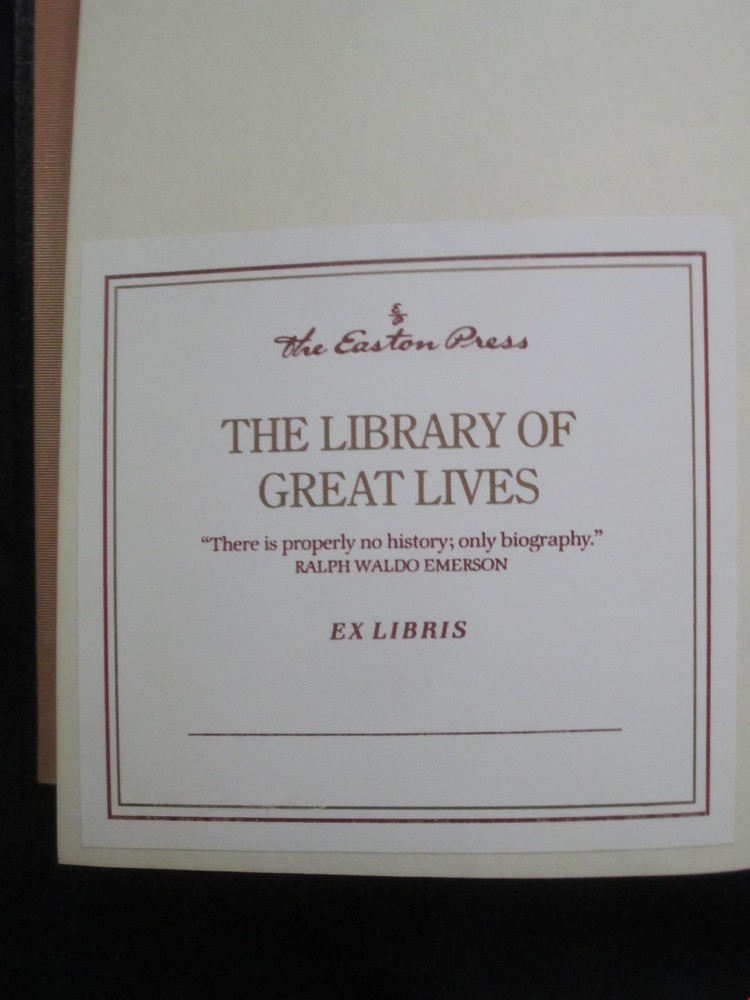 The Easton Press
THE LIBRARY OF
GREAT LIVES
“There is properly no history; only biography.”
RALPH WALDO EMERSON
EX LIBRIS